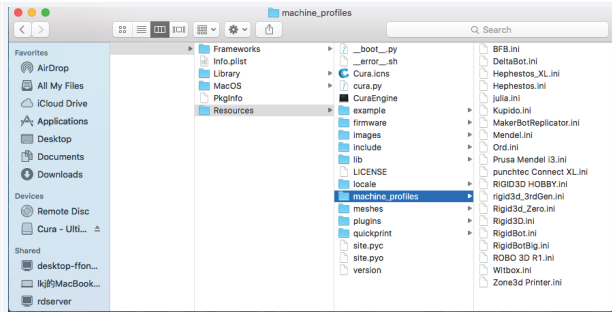 machine_profiles
Search
Favorites
AirDrop
All My Files
iCloud Drive
Applications
Desktop
Documents
Downloads
Devices
Remote Disc
Cura - Ulti...
Shared
desktop-ffon...
lkj的MacBook...
rdserver
Frameworks
Info.plist
Library
MacOS
PkgInfo
Resources
__boot__.py
__error__.sh
Cura.icns
cura.py
CuraEngine
example
firmware
images
include
lib
LICENSE
locale
machine_profiles
meshes
plugins
quickprint
site.pyc
site.pyo
version
BFB.ini
DeltaBot.ini
Hephestos_XL.ini
Hephestos.ini
julia.ini
Kupido.ini
MakerBotReplicator.ini
Mendel.ini
Ord.ini
Prusa Mendel i3.ini
punchtec Connect XL.ini
RIGID3D HOBBY.ini
rigid3d_3rdGen.ini
Rigid3d_Zero.ini
Rigid3D.ini
RigidBot.ini
RigidBotBig.ini
ROBO 3D R1.ini
Witbox.ini
Zone3d Printer.ini